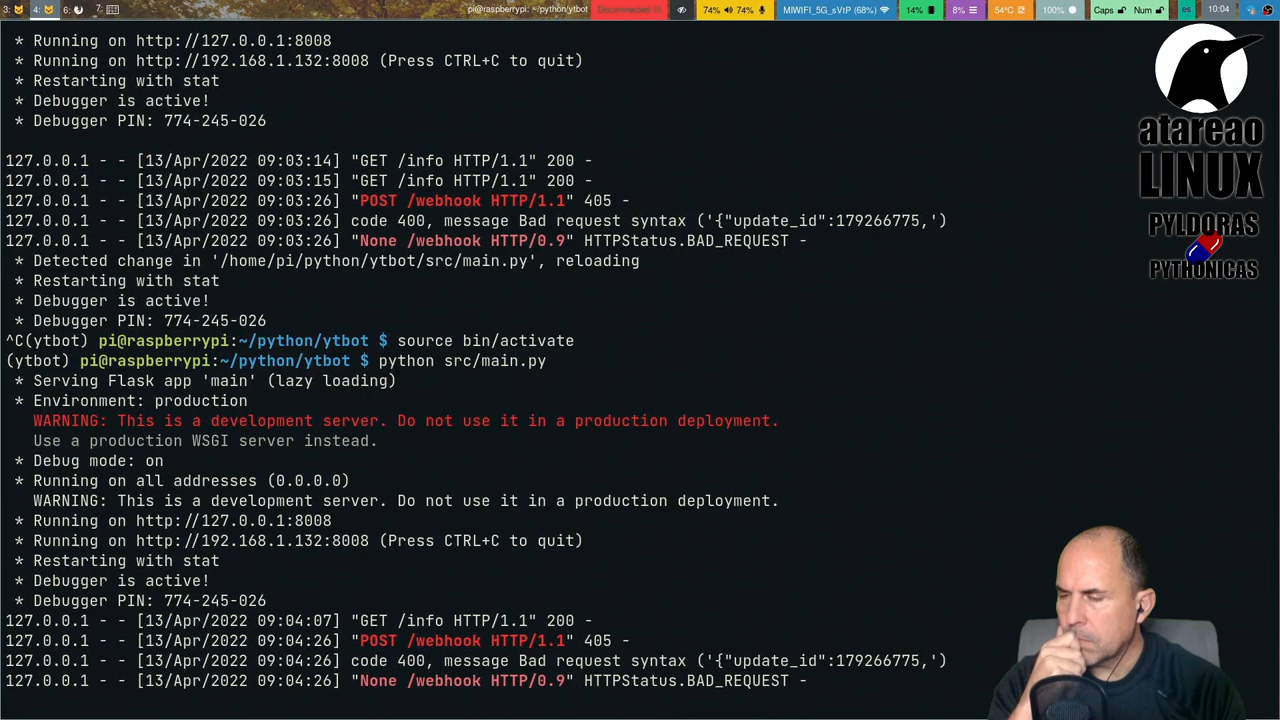 3:
4:
6:
7:
pi@raspberrypi: ~/python/ytbot
74%
74%
MIWIFI_5G_sVtP (68%)
14%
8%
54°C
100%
Caps
Num
es
10:04
* Running on http://127.0.0.1:8008
* Running on http://192.168.1.132:8008 (Press CTRL+C to quit)
* Restarting with stat
* Debugger is active!
* Debugger PIN: 774-245-026
127.0.0.1 - - [13/Apr/2022 09:03:14] "GET /info HTTP/1.1" 200 -
127.0.0.1 - - [13/Apr/2022 09:03:15] "GET /info HTTP/1.1" 200 -
127.0.0.1 - - [13/Apr/2022 09:03:26] "POST /webhook HTTP/1.1" 405 -
127.0.0.1 - - [13/Apr/2022 09:03:26] code 400, message Bad request syntax ('{"update_id":179266775,')
127.0.0.1 - - [13/Apr/2022 09:03:26] "None /webhook HTTP/0.9" HTTPStatus.BAD_REQUEST -
* Detected change in '/home/pi/python/ytbot/src/main.py', reloading
* Restarting with stat
* Debugger is active!
* Debugger PIN: 774-245-026
^C(ytbot) pi@raspberrypi:~/python/ytbot $ source bin/activate
(ytbot) pi@raspberrypi:~/python/ytbot $ python src/main.py
* Serving Flask app 'main' (lazy loading)
* Environment: production
WARNING: This is a development server. Do not use it in a production deployment.
Use a production WSGI server instead.
* Debug mode: on
* Running on all addresses (0.0.0.0)
WARNING: This is a development server. Do not use it in a production deployment.
* Running on http://127.0.0.1:8008
* Running on http://192.168.1.132:8008 (Press CTRL+C to quit)
* Restarting with stat
* Debugger is active!
* Debugger PIN: 774-245-026
127.0.0.1 - - [13/Apr/2022 09:04:07] "GET /info HTTP/1.1" 200 -
127.0.0.1 - - [13/Apr/2022 09:04:26] "POST /webhook HTTP/1.1" 405 -
127.0.0.1 - - [13/Apr/2022 09:04:26] code 400, message Bad request syntax ('{"update_id":179266775,')
127.0.0.1 - - [13/Apr/2022 09:04:26] "None /webhook HTTP/0.9" HTTPStatus.BAD_REQUEST -
atareao
LINUX
PYLDORAS
PYTHONICAS